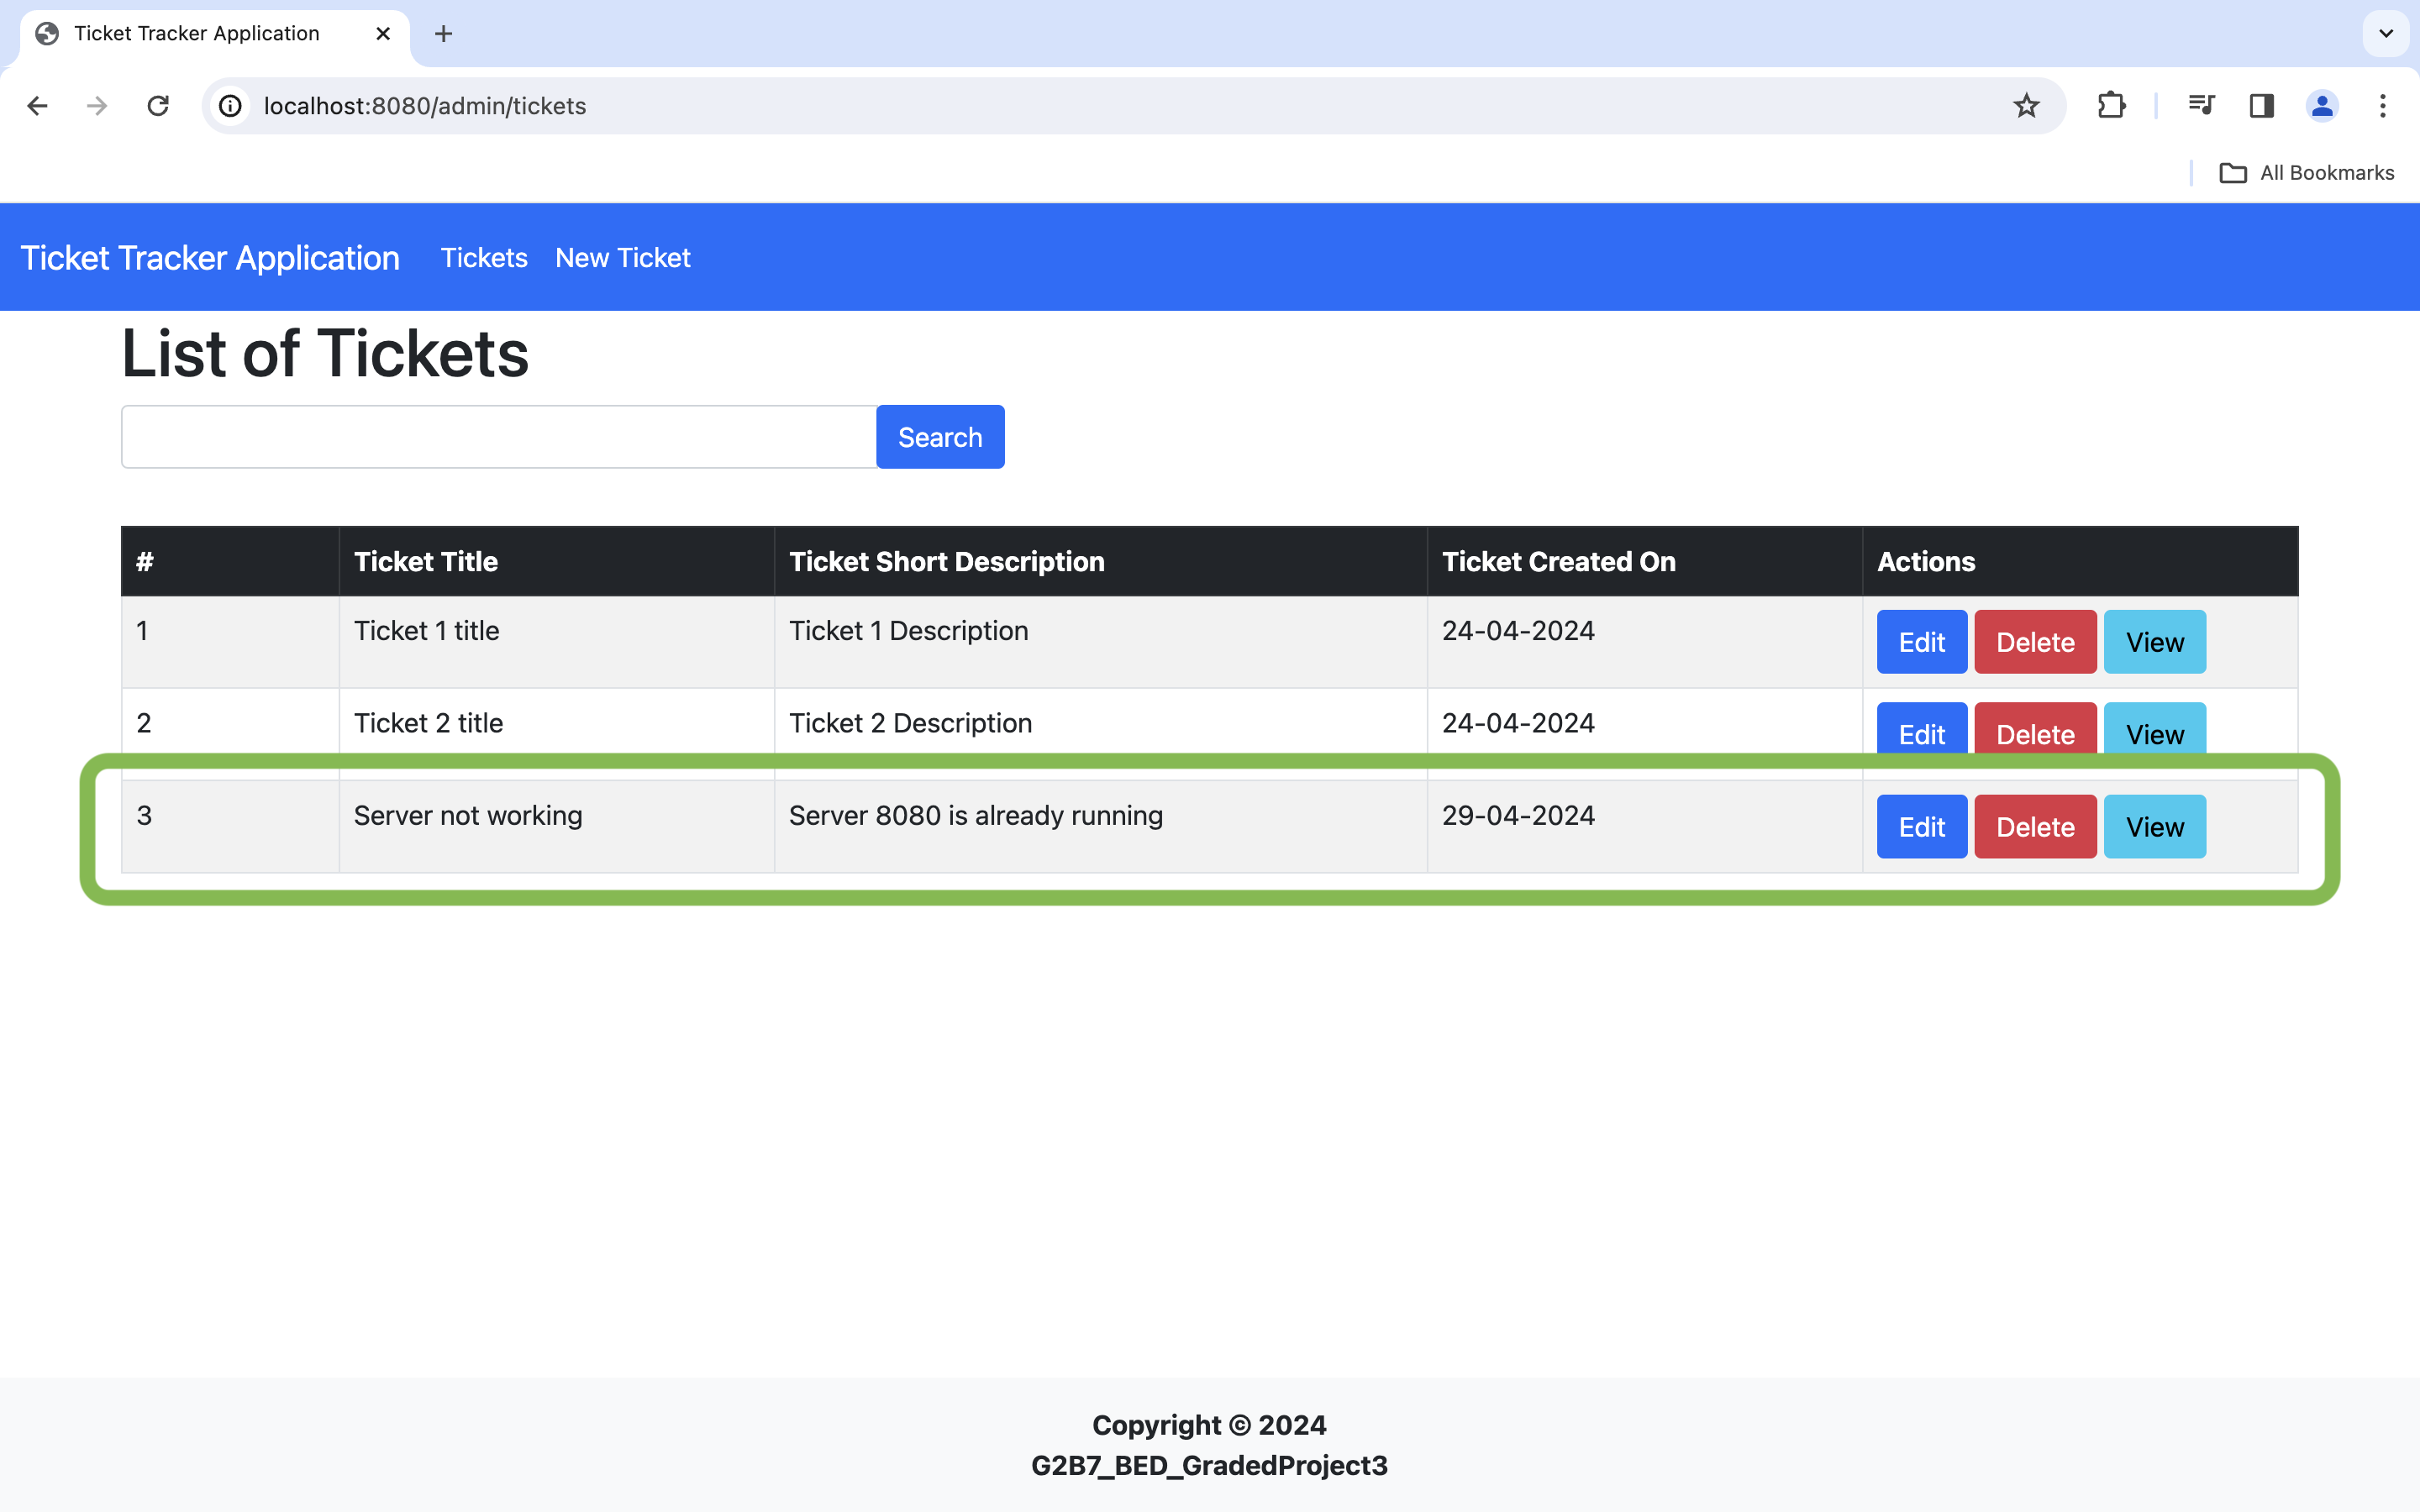 Ticket Tracker Application
localhost:8080/admin/tickets
All Bookmarks
Ticket Tracker Application Tickets New Ticket
List of Tickets
Search
# Ticket Title Ticket Short Description Ticket Created On Actions
1 Ticket 1 title Ticket 1 Description 24-04-2024 Edit Delete View
2 Ticket 2 title Ticket 2 Description 24-04-2024 Edit Delete View
3 Server not working Server 8080 is already running 29-04-2024 Edit Delete View
Copyright © 2024
G2B7_BED_GradedProject3